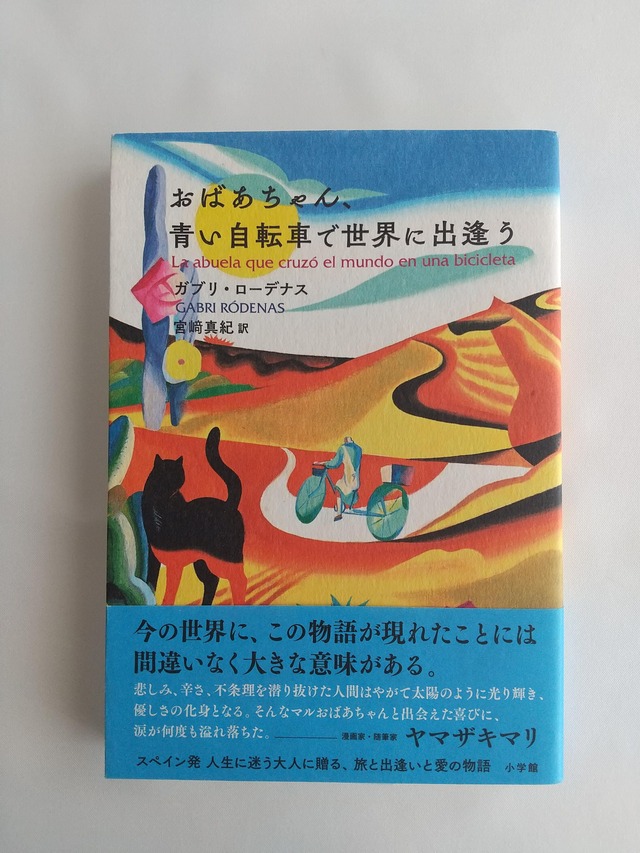 おばあちゃん、
青い自転車で世界に出逢う
La abuela que cruzó el mundo en una bicicleta
ガブリ・ローデナス
GABRI RÓDENAS
宮﨑真紀 訳
今の世界に、この物語が現れたことには
間違いなく大きな意味がある。
悲しみ、辛さ、不条理を潜り抜けた人間はやがて太陽のように光り輝き、
優しさの化身となる。そんなマルおばあちゃんと出会えた喜びに、
涙が何度も溢れ落ちた。――― 漫画家・随筆家 ヤマザキマリ
スペイン発 人生に迷う大人に贈る、旅と出逢いと愛の物語 小学館